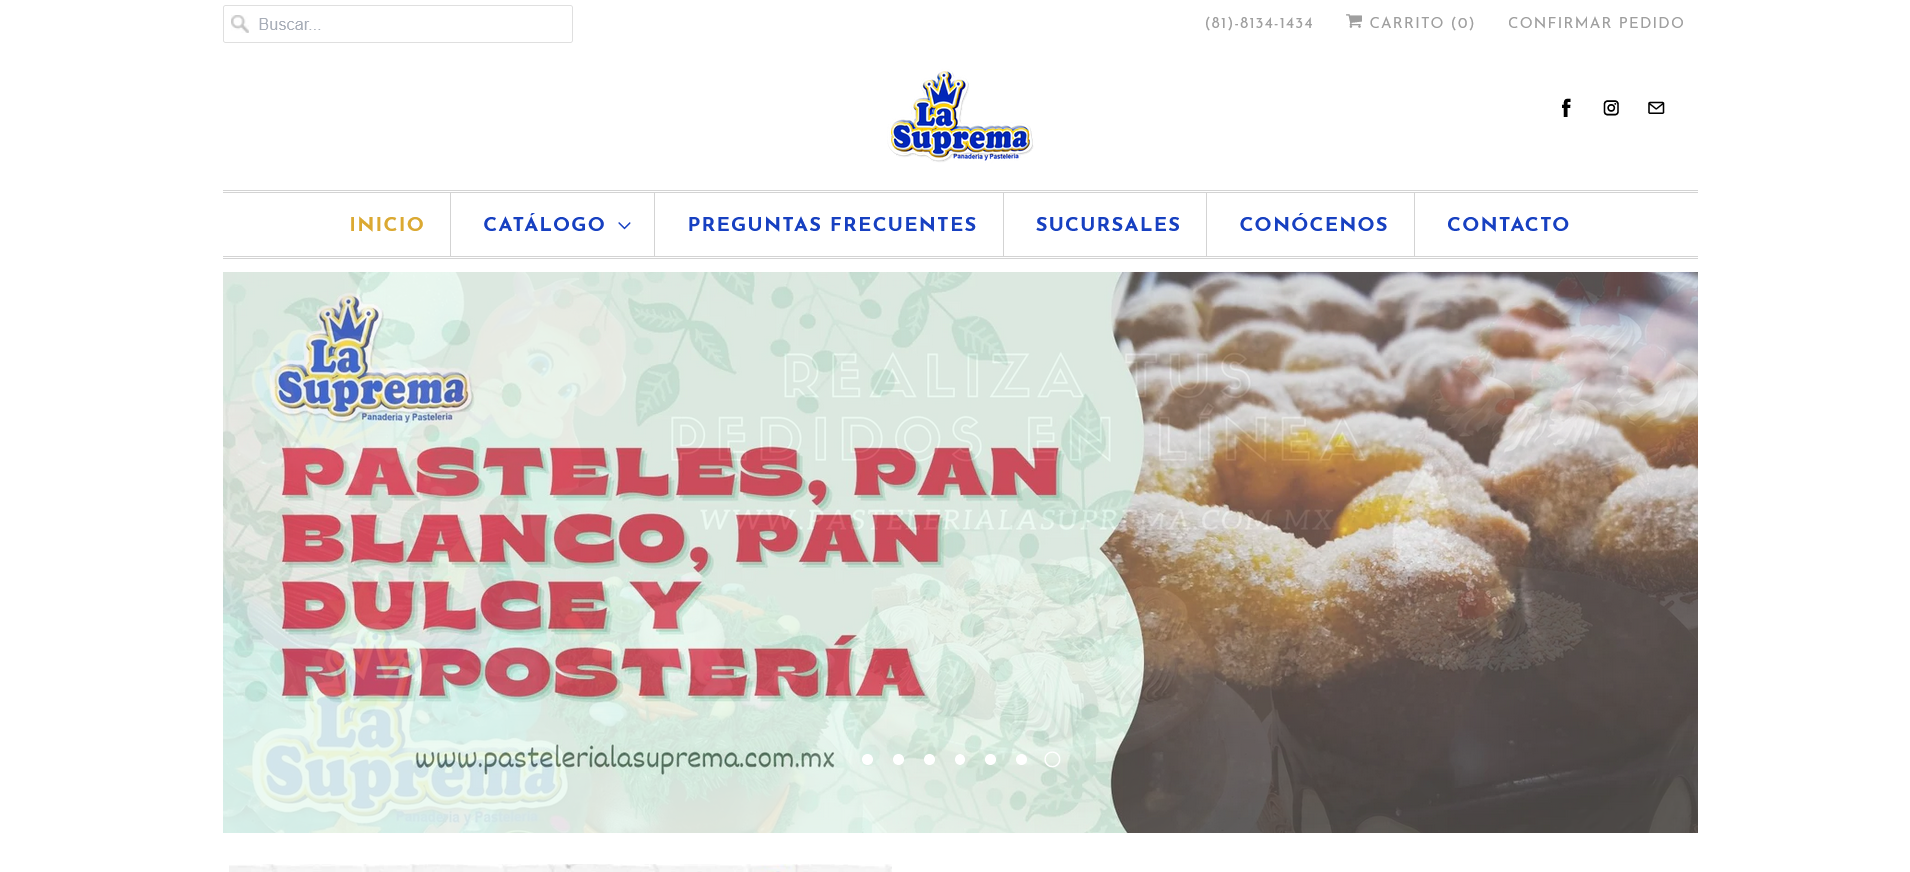 Buscar...
(81)-8134-1434
CARRITO (0)
CONFIRMAR PEDIDO
La
Suprema
Panadería y Pastelería
INICIO
CATÁLOGO
PREGUNTAS FRECUENTES
SUCURSALES
CONÓCENOS
CONTACTO
La
Suprema
Panadería y Pastelería
REALIZA TUS
PEDIDOS EN LÍNEA
WWW.PASTELERIALASUPREMA.COM.MX
PASTELES, PAN
BLANCO, PAN
DULCE Y
REPOSTERÍA
www.pastelerialasuprema.com.mx
La
Suprema
Panadería y Pastelería